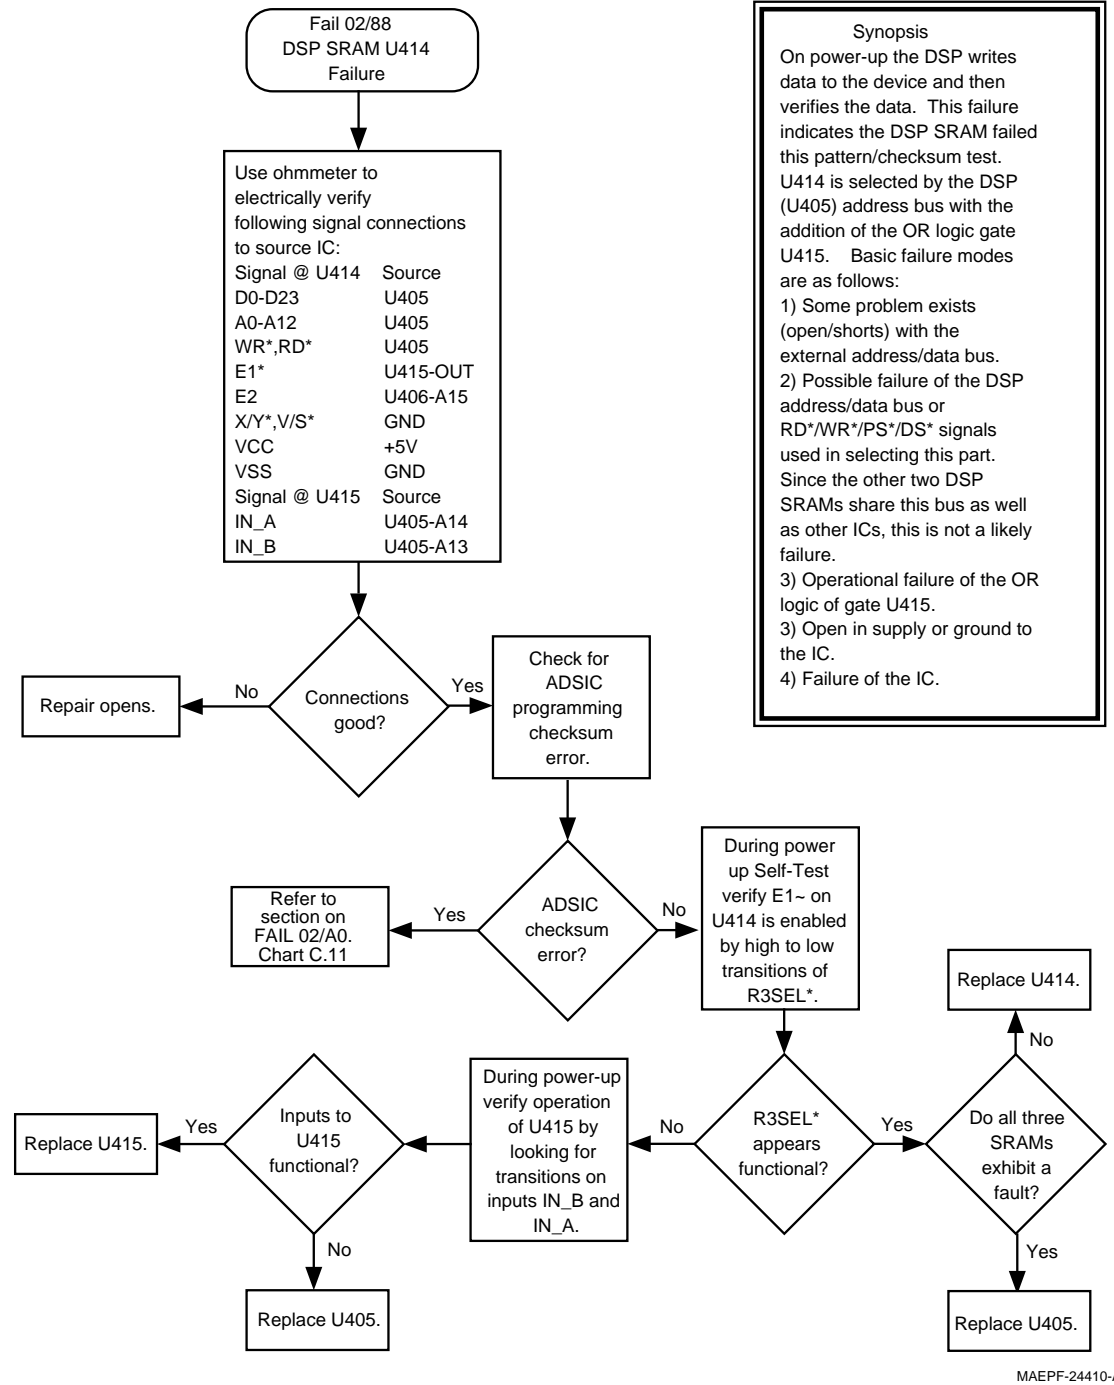 Fail 02/88
DSP SRAM U414
Failure
Use ohmmeter to
electrically verify
following signal connections
to source IC:
Signal @ U414 Source
D0-D23 U405
A0-A12 U405
WR*,RD* U405
E1* U415-OUT
E2 U406-A15
X/Y*,V/S* GND
VCC +5V
VSS GND
Signal @ U415 Source
IN_A U405-A14
IN_B U405-A13
Synopsis
On power-up the DSP writes
data to the device and then
verifies the data. This failure
indicates the DSP SRAM failed
this pattern/checksum test.
U414 is selected by the DSP
(U405) address bus with the
addition of the OR logic gate
U415. Basic failure modes
are as follows:
1) Some problem exists
(open/shorts) with the
external address/data bus.
2) Possible failure of the DSP
address/data bus or
RD*/WR*/PS*/DS* signals
used in selecting this part.
Since the other two DSP
SRAMs share this bus as well
as other ICs, this is not a likely
failure.
3) Operational failure of the OR
logic of gate U415.
3) Open in supply or ground to
the IC.
4) Failure of the IC.
Connections
good?
No
Repair opens.
Yes
Check for
ADSIC
programming
checksum
error.
ADSIC
checksum
error?
Yes
Refer to
section on
FAIL 02/A0.
Chart C.11
No
During power
up Self-Test
verify E1~ on
U414 is enabled
by high to low
transitions of
R3SEL*.
R3SEL*
appears
functional?
Yes
Do all three
SRAMs
exhibit a
fault?
No
Replace U414.
Yes
Replace U405.
No
During power-up
verify operation
of U415 by
looking for
transitions on
inputs IN_B and
IN_A.
Inputs to
U415
functional?
Yes
Replace U415.
No
Replace U405.
MAEPF-24410-